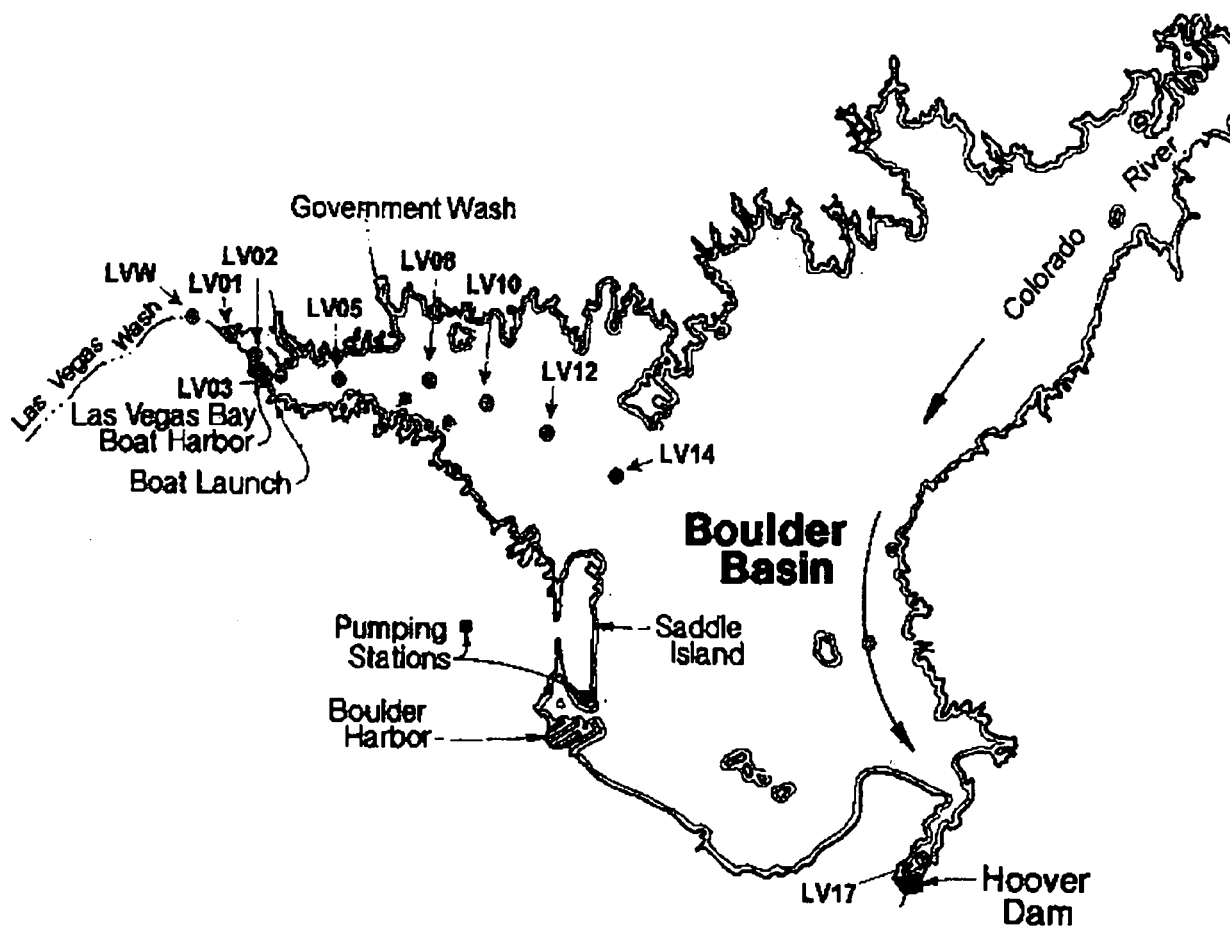 Government Wash
LV02
LVW
LV01
LV08
LV10
LV05
LV12
Las Vegas Wash
LV03
Las Vegas Bay
Boat Harbor
Boat Launch
LV14
Colorado
River
Boulder
Basin
Pumping
Stations
Saddle
Island
Boulder
Harbor
LV17
Hoover
Dam